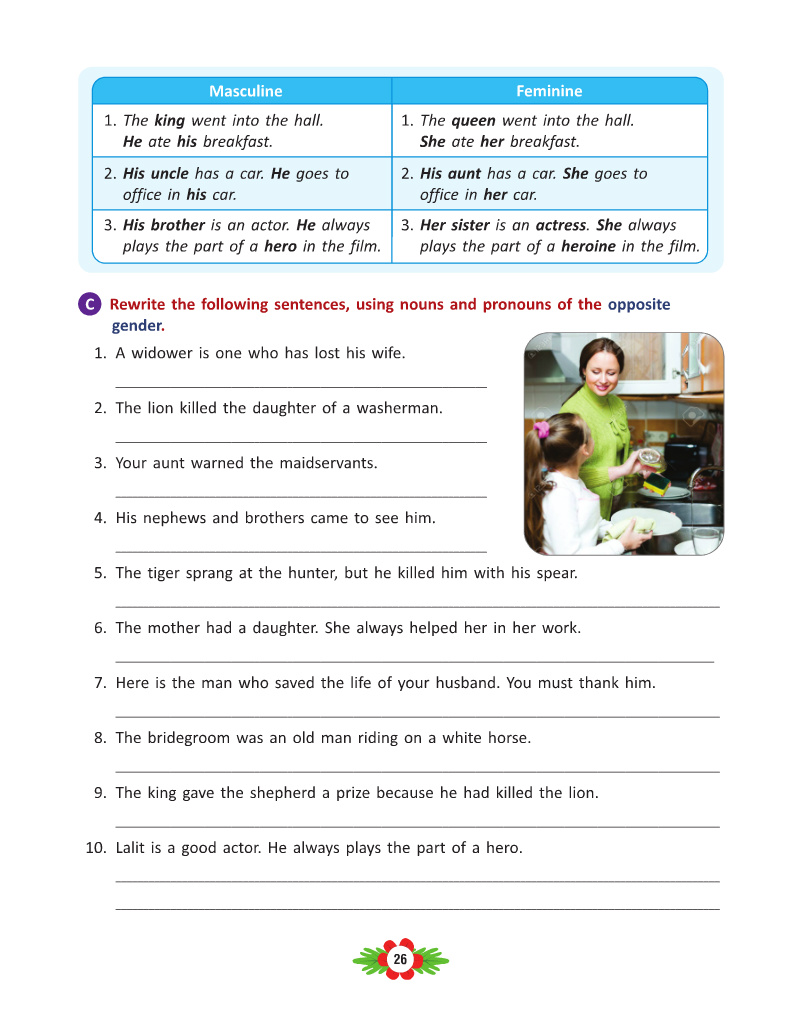 Masculine Feminine
1. The king went into the hall. 1. The queen went into the hall.
He ate his breakfast. She ate her breakfast.
2. His uncle has a car. He goes to 2. His aunt has a car. She goes to
office in his car. office in her car.
3. His brother is an actor. He always 3. Her sister is an actress. She always
plays the part of a hero in the film. plays the part of a heroine in the film.
C Rewrite the following sentences, using nouns and pronouns of the opposite
gender.
1. A widower is one who has lost his wife.
2. The lion killed the daughter of a washerman.
3. Your aunt warned the maidservants.
4. His nephews and brothers came to see him.
5. The tiger sprang at the hunter, but he killed him with his spear.
6. The mother had a daughter. She always helped her in her work.
7. Here is the man who saved the life of your husband. You must thank him.
8. The bridegroom was an old man riding on a white horse.
9. The king gave the shepherd a prize because he had killed the lion.
10. Lalit is a good actor. He always plays the part of a hero.
26